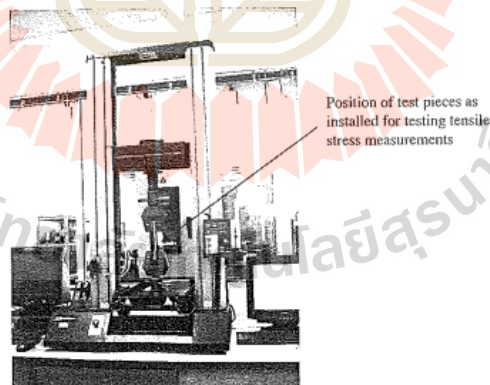 Position of test pieces as
installed for testing tensile
stress measurements